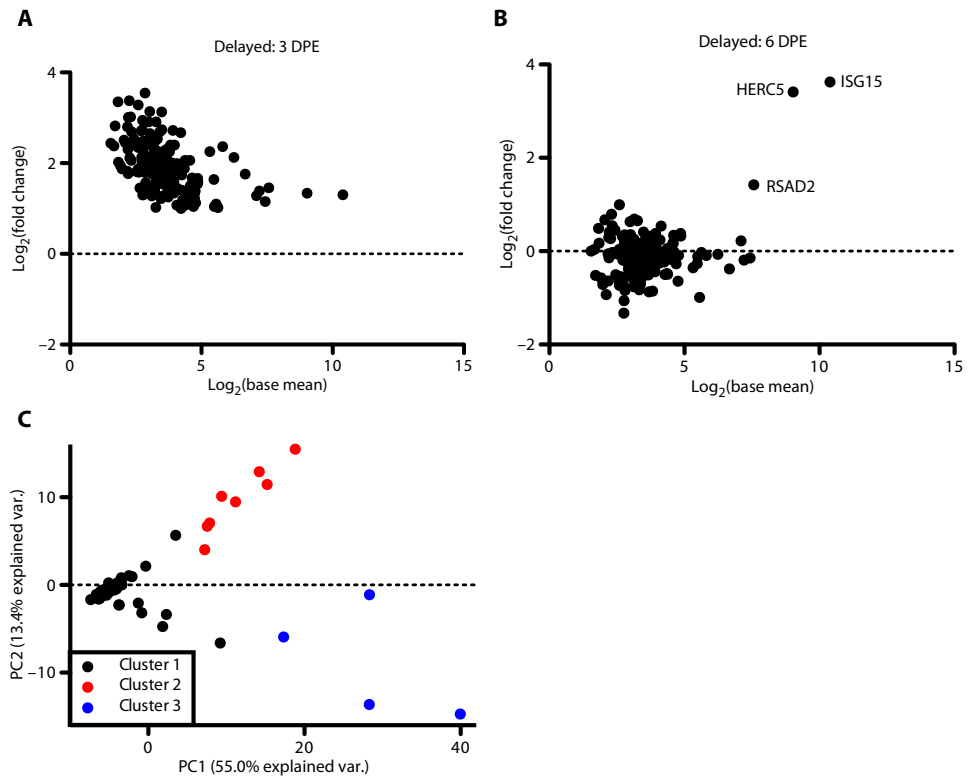 A
Delayed: 3 DPE
Log2(fold change)
4
2
0
−2
0
5
10
15
Log2(base mean)
B
Delayed: 6 DPE
Log2(fold change)
4
2
0
−2
HERC5
ISG15
RSAD2
0
5
10
15
Log2(base mean)
C
PC2 (13.4% explained var.)
10
0
−10
Cluster 1
Cluster 2
Cluster 3
0
20
40
PC1 (55.0% explained var.)